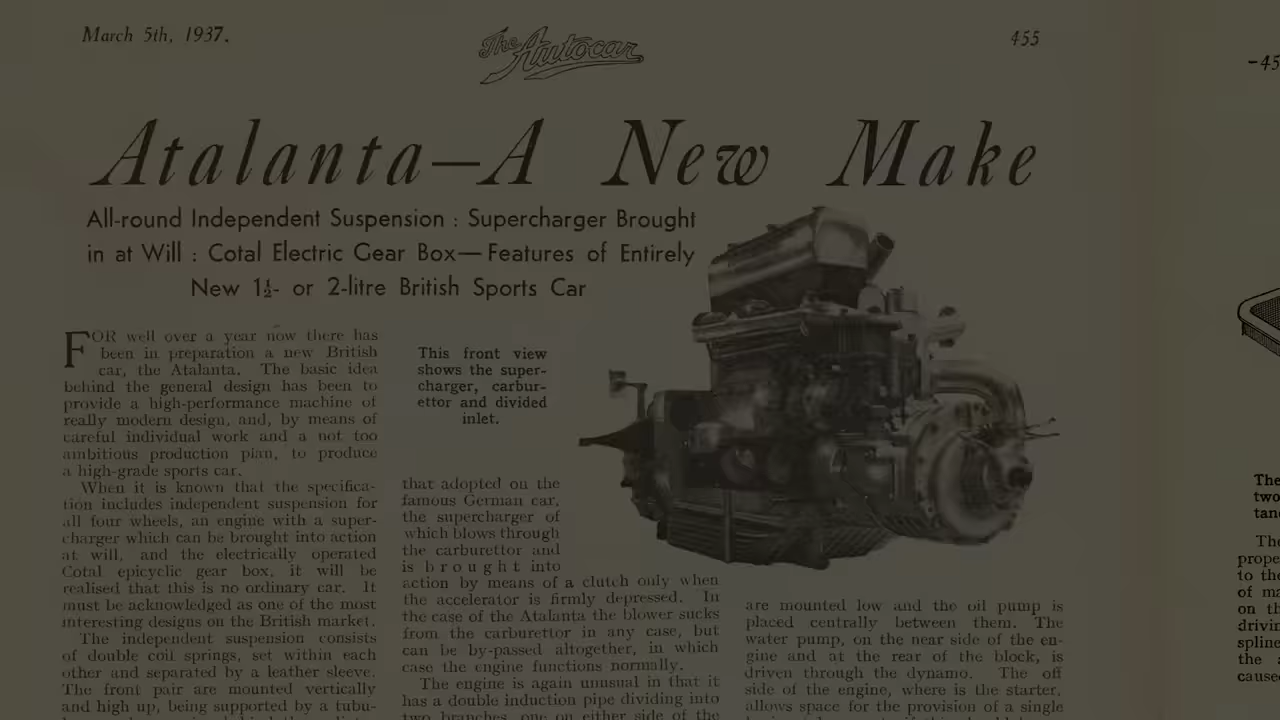 March 5th, 1937.
The Autocar
455
Atalanta—A New Make
All-round Independent Suspension : Supercharger Brought
in at Will : Cotal Electric Gear Box—Features of Entirely
New 1½- or 2-litre British Sports Car
FOR well over a year now there has
been in preparation a new British
car, the Atalanta. The basic idea
behind the general design has been to
provide a high-performance machine of
really modern design, and, by means of
careful individual work and a not too
ambitious production plan, to produce
a high-grade sports car.
When it is known that the specifica-
tion includes independent suspension for
all four wheels, an engine with a super-
charger which can be brought into action
at will, and the electrically operated
Cotal epicyclic gear box, it will be
realised that this is no ordinary car. It
must be acknowledged as one of the most
interesting designs on the British market.
The independent suspension consists
of double coil springs, set within each
other and separated by a leather sleeve.
The front pair are mounted vertically
and high up, being supported by a tubu-
This front view
shows the super-
charger, carbur-
ettor and divided
inlet.
that adopted on the
famous German car,
the supercharger of
which blows through
the carburettor and
is brought into
action by means of a clutch only when
the accelerator is firmly depressed. In
the case of the Atalanta the blower sucks
from the carburettor in any case, but
can be by-passed altogether, in which
case the engine functions normally.
The engine is again unusual in that it
has a double induction pipe dividing into
two branches, one on either side of the
are mounted low and the oil pump is
placed centrally between them. The
water pump, on the near side of the en-
gine and at the rear of the block, is
driven through the dynamo. The off
side of the engine, where is the starter,
allows space for the provision of a single
-45
The
two
tan
The
prope
to the
of ma
on th
drivin
spline
the
cause